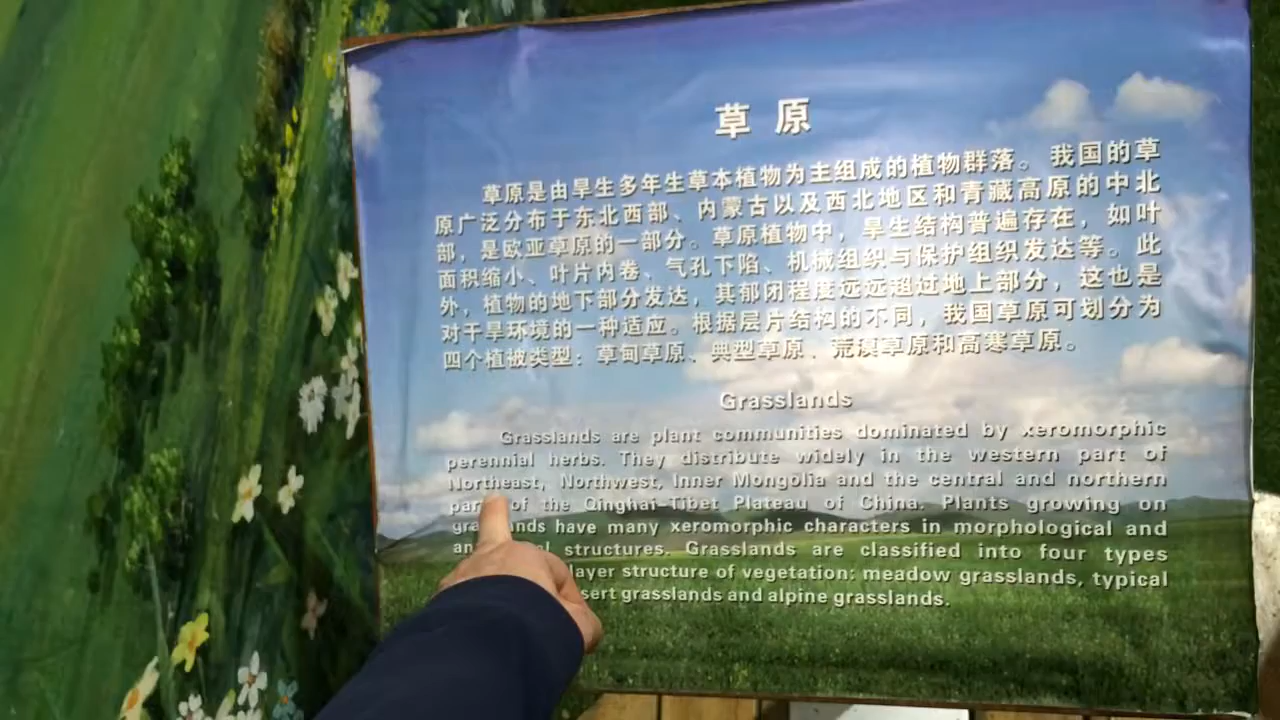 草原
草原是由旱生多年生草本植物为主组成的植物群落。我国的草
原广泛分布于东北西部、内蒙古以及西北地区和青藏高原的中北
部，是欧亚草原的一部分。草原植物中，旱生结构普遍存在，如叶
面积缩小、叶片内卷、气孔下陷、机械组织与保护组织发达等。此
外，植物的地下部分发达，其郁闭程度远远超过地上部分，这也是
对干旱环境的一种适应。根据层片结构的不同，我国草原可划分为
四个植被类型：草甸草原、典型草原、荒漠草原和高寒草原。
Grasslands
Grasslands are plant communities dominated by xeromorphic
perennial herbs. They distribute widely in the western part of
Northeast, Northwest, Inner Mongolia and the central and northern
of the Qinghai-Tibet Plateau of China. Plants growing on
have many xeromorphic characters in morphological and
structures. Grasslands are classified into four types
layer structure of vegetation: meadow grasslands, typical
grasslands and alpine grasslands.